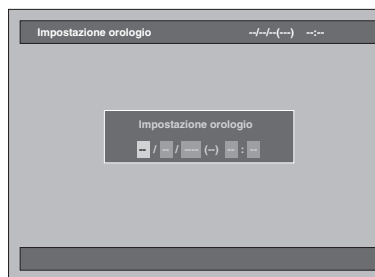 Impostazione orologio --/--/--(---) --:--
Impostazione orologio
-- / -- / ---- (--) -- : --